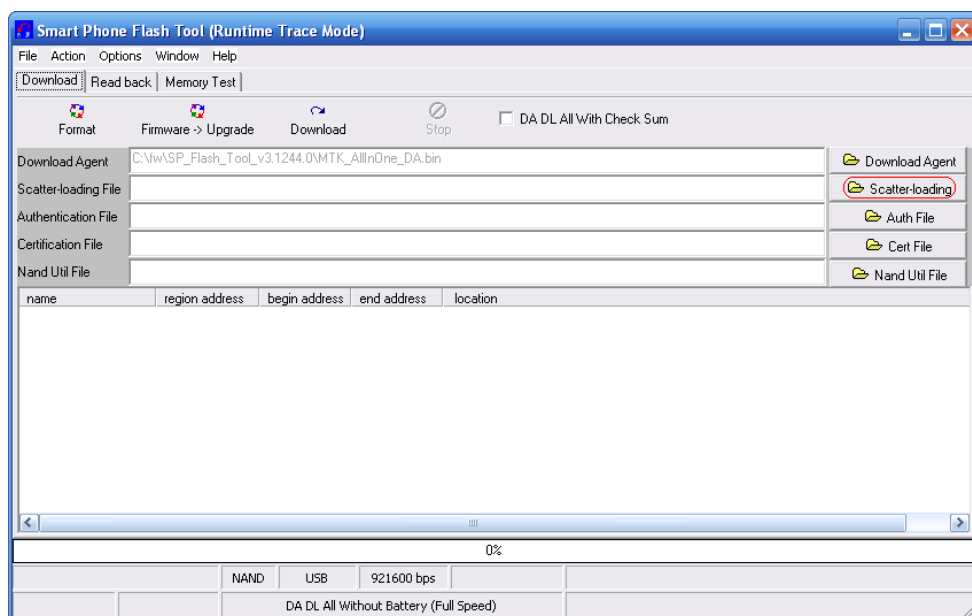 Smart Phone Flash Tool (Runtime Trace Mode)
File Action Options Window Help
Download Read back Memory Test
Format Firmware -> Upgrade Download Stop DA DL All With Check Sum
Download Agent C:\fw\SP_Flash_Tool_v3.1244.0\MTK_AllInOne_DA.bin Download Agent
Scatter-loading File Scatter-loading
Authentication File Auth File
Certification File Cert File
Nand Util File Nand Util File
name region address begin address end address location
0%
NAND USB 921600 bps
DA DL All Without Battery (Full Speed)